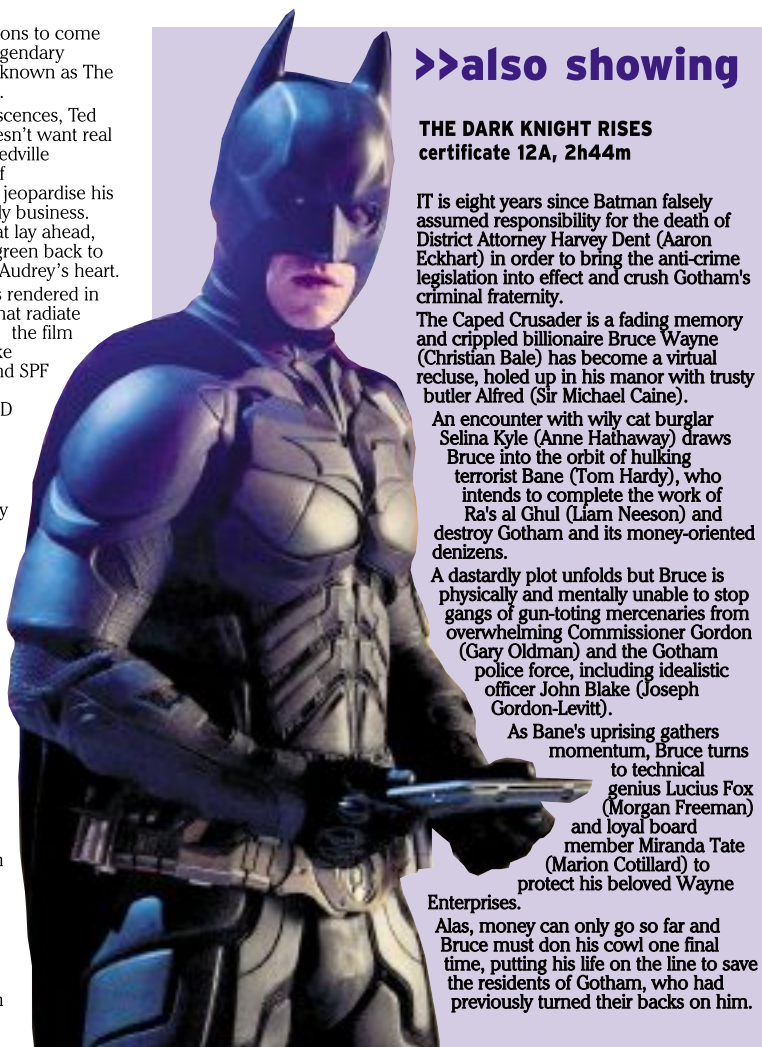 ons to come
gendary
known as The
.
scences, Ted
esn't want real
edville
f
jeopardise his
ly business.
at lay ahead,
green back to
Audrey's heart.
s rendered in
hat radiate
the film
ke
nd SPF
D
y
n
n
>>also showing
THE DARK KNIGHT RISES
certificate 12A, 2h44m
IT is eight years since Batman falsely
assumed responsibility for the death of
District Attorney Harvey Dent (Aaron
Eckhart) in order to bring the anti-crime
legislation into effect and crush Gotham's
criminal fraternity.
The Caped Crusader is a fading memory
and crippled billionaire Bruce Wayne
(Christian Bale) has become a virtual
recluse, holed up in his manor with trusty
butler Alfred (Sir Michael Caine).
An encounter with wily cat burglar
Selina Kyle (Anne Hathaway) draws
Bruce into the orbit of hulking
terrorist Bane (Tom Hardy), who
intends to complete the work of
Ra's al Ghul (Liam Neeson) and
destroy Gotham and its money-oriented
denizens.
A dastardly plot unfolds but Bruce is
physically and mentally unable to stop
gangs of gun-toting mercenaries from
overwhelming Commissioner Gordon
(Gary Oldman) and the Gotham
police force, including idealistic
officer John Blake (Joseph
Gordon-Levitt).
As Bane's uprising gathers
momentum, Bruce turns
to technical
genius Lucius Fox
(Morgan Freeman)
and loyal board
member Miranda Tate
(Marion Cotillard) to
protect his beloved Wayne
Enterprises.
Alas, money can only go so far and
Bruce must don his cowl one final
time, putting his life on the line to save
the residents of Gotham, who had
previously turned their backs on him.